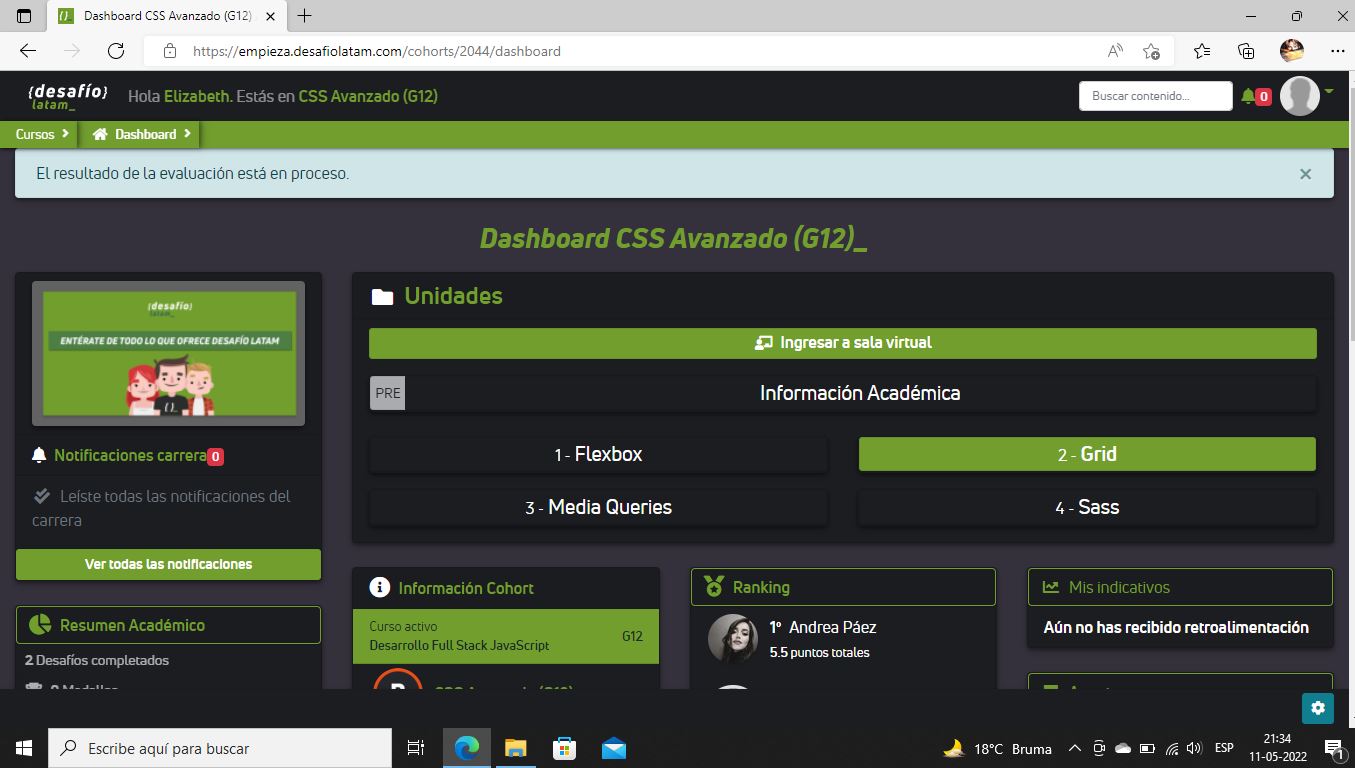 Dashboard CSS Avanzado (G12)
https://empieza.desafiolatam.com/cohorts/2044/dashboard
{desafío}
latam_
Hola Elizabeth. Estás en CSS Avanzado (G12)
Buscar contenido...
0
Cursos
Dashboard
El resultado de la evaluación está en proceso.
×
Dashboard CSS Avanzado (G12)_
{desafío}
latam_
ENTÉRATE DE TODO LO QUE OFRECE DESAFÍO LATAM
Notificaciones carrera 0
Leíste todas las notificaciones del
carrera
Ver todas las notificaciones
Resumen Académico
2 Desafíos completados
Unidades
Ingresar a sala virtual
PRE
Información Académica
1 - Flexbox
2 - Grid
3 - Media Queries
4 - Sass
Información Cohort
Curso activo
Desarrollo Full Stack JavaScript
G12
Ranking
1° Andrea Páez
5.5 puntos totales
Mis indicativos
Aún no has recibido retroalimentación
Escribe aquí para buscar
18°C Bruma
ESP
21:34
11-05-2022
1